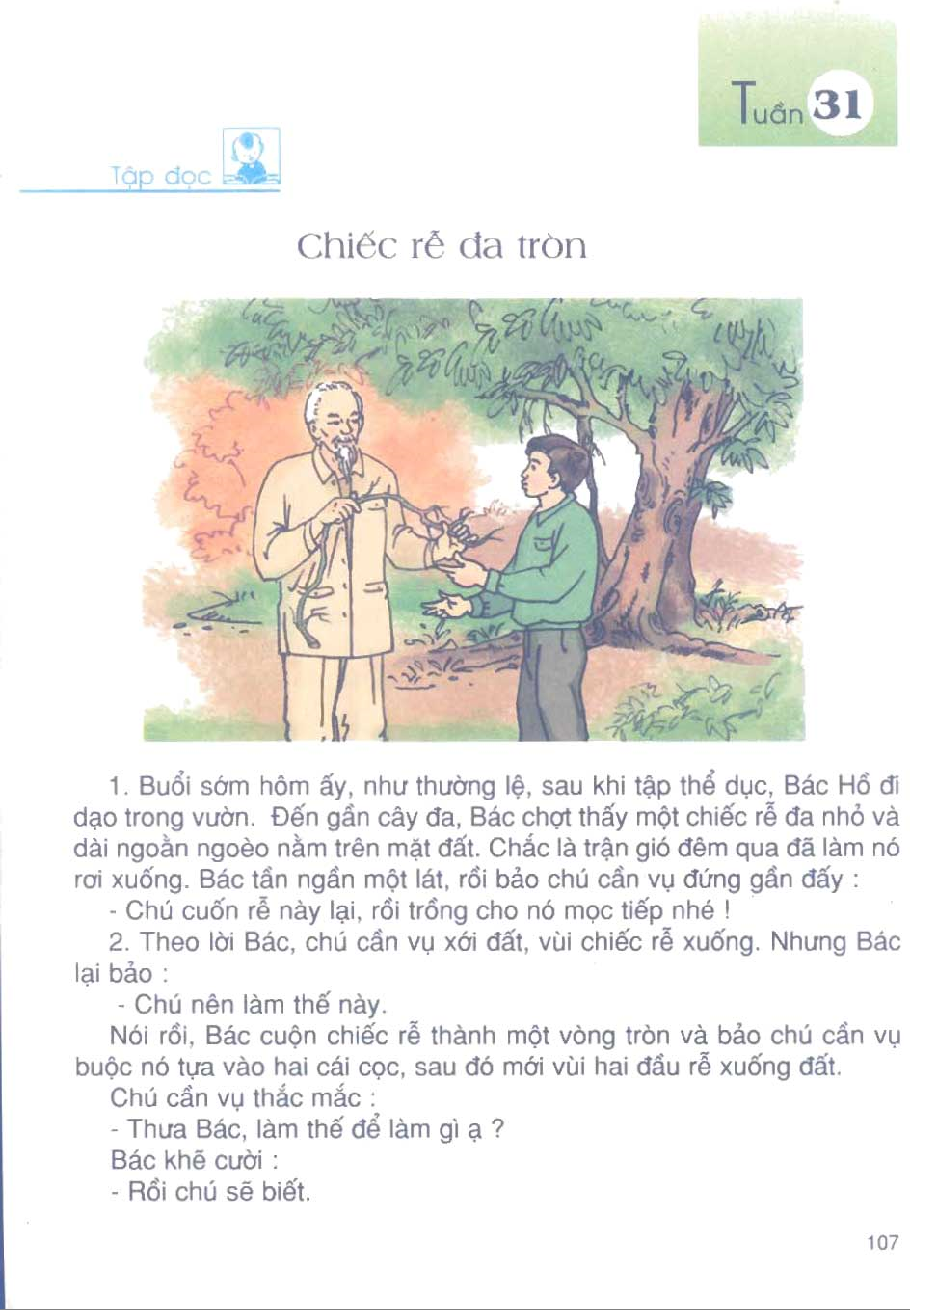 Tuần 31
Tập đọc
Chiếc rễ đa tròn
1. Buổi sớm hôm ấy, như thường lệ, sau khi tập thể dục, Bác Hồ đi
dạo trong vườn. Đến gần cây đa, Bác chợt thấy một chiếc rễ đa nhỏ và
dài ngoằn ngoèo nằm trên mặt đất. Chắc là trận gió đêm qua đã làm nó
rơi xuống. Bác tần ngần một lát, rồi bảo chú cần vụ đứng gần đấy :
- Chú cuốn rễ này lại, rồi trồng cho nó mọc tiếp nhé !
2. Theo lời Bác, chú cần vụ xới đất, vùi chiếc rễ xuống. Nhưng Bác
lại bảo :
- Chú nên làm thế này.
Nói rồi, Bác cuộn chiếc rễ thành một vòng tròn và bảo chú cần vụ
buộc nó tựa vào hai cái cọc, sau đó mới vùi hai đầu rễ xuống đất.
Chú cần vụ thắc mắc :
- Thưa Bác, làm thế để làm gì ạ ?
Bác khẽ cười :
- Rồi chú sẽ biết.
107